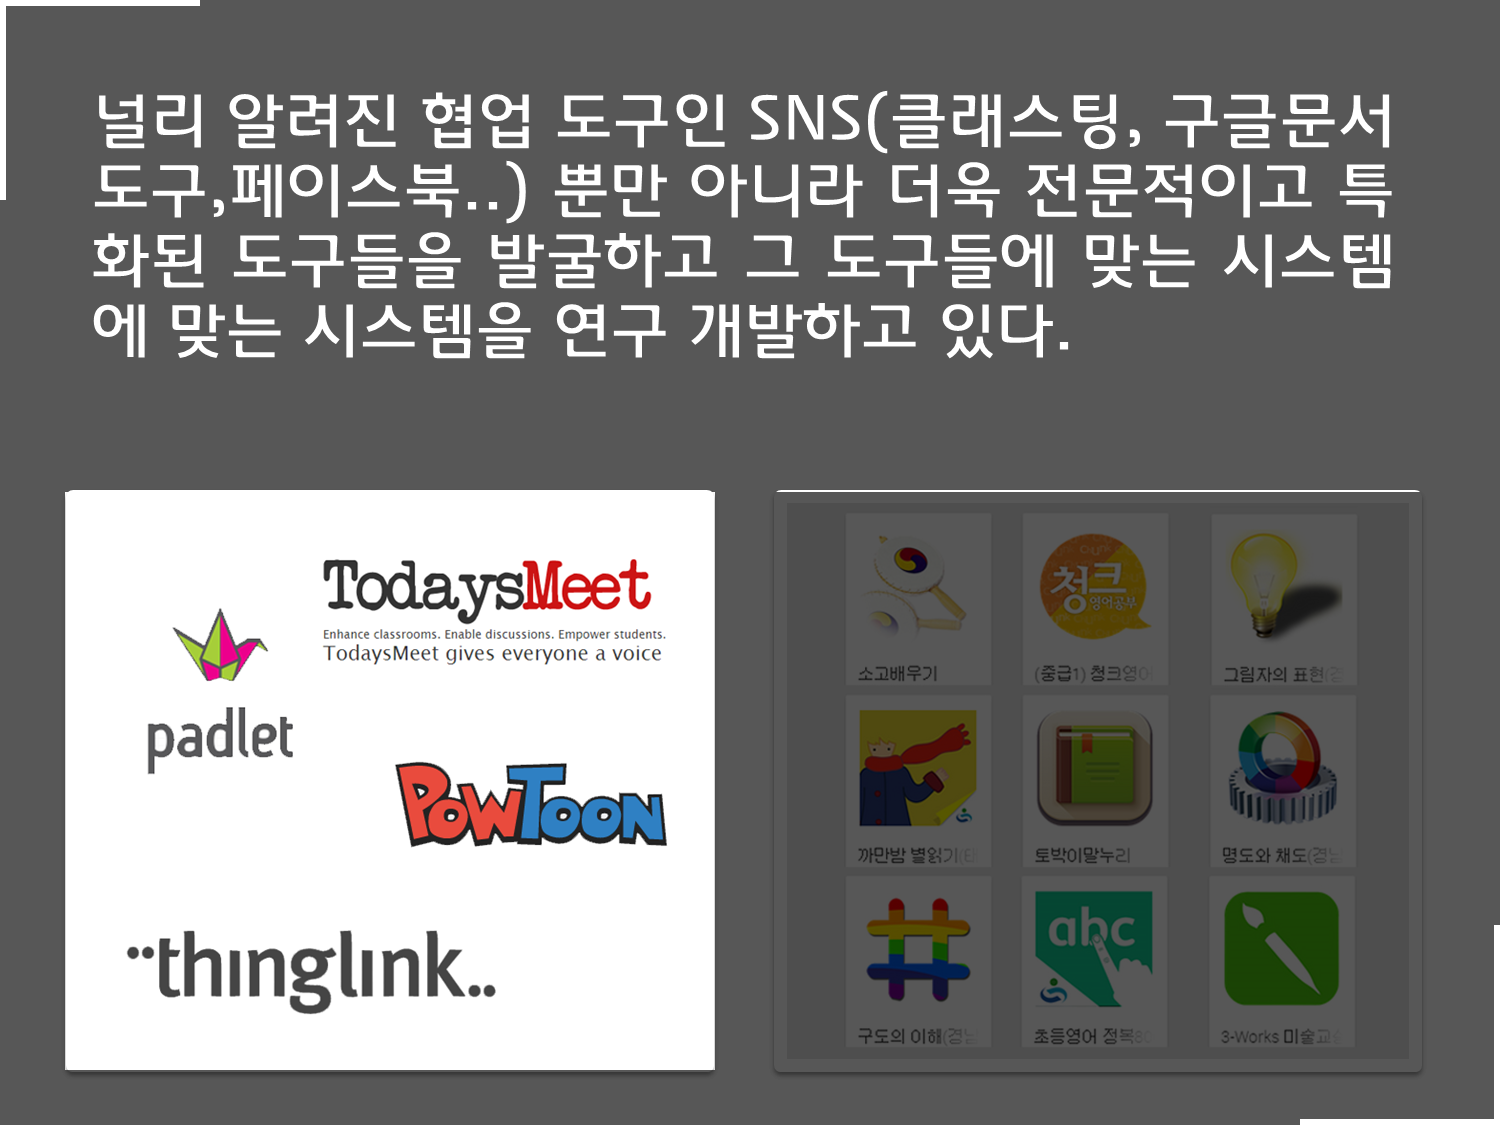 널리 알려진 협업 도구인 SNS(클래스팅, 구글문서
도구,페이스북..) 뿐만 아니라 더욱 전문적이고 특
화된 도구들을 발굴하고 그 도구들에 맞는 시스템
에 맞는 시스템을 연구 개발하고 있다.
TodaysMeet
Enhance classrooms. Enable discussions. Empower students.
TodaysMeet gives everyone a voice
padlet
PowToon
¨thinglink..
청크
영어공부
소고배우기
(중급1) 청크영어
그림자의 표현(
까만밤 별읽기(
토박이말누리
명도와 채도(경남
abc
구도의 이해(경남
초등영어 정복
3-Works 미술교